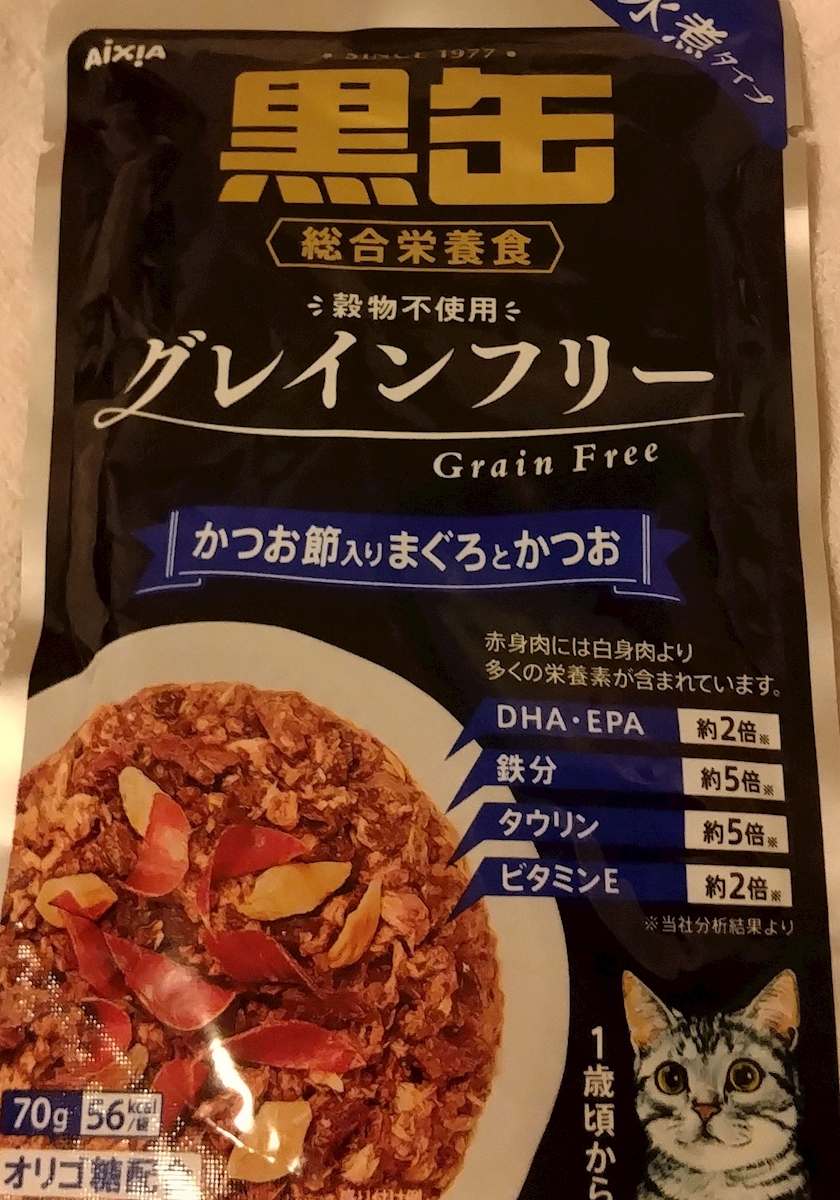 AIXIA
水煮タイプ
SINCE 1977
黒缶
総合栄養食
穀物不使用
グレインフリー
Grain Free
かつお節入りまぐろとかつお
赤身肉には白身肉より
多くの栄養素が含まれています。
DHA・EPA 約2倍※
鉄分 約5倍※
タウリン 約5倍※
ビタミンE 約2倍※
※当社分析結果より
1歳頃から
70g 56kcal/袋
オリゴ糖配